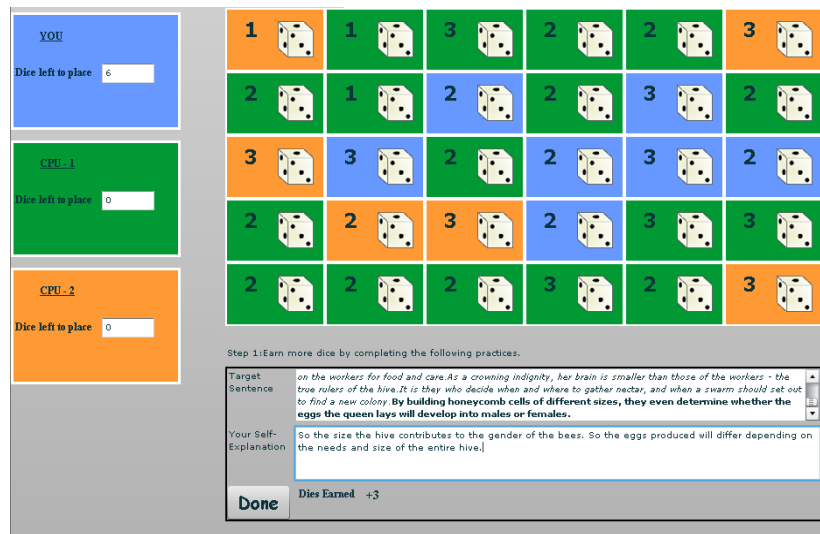 YOU
Dice left to place 6
CPU - 1
Dice left to place 0
CPU - 2
Dice left to place 0
1 1 3 2 2 3
2 1 2 2 3 2
3 3 2 2 3 2
2 2 3 2 3 3
2 2 2 3 2 3
Step 1:Earn more dice by completing the following practices.
Target Sentence
on the workers for food and care.As a crowning indignity, her brain is smaller than those of the workers - the
true rulers of the hive.It is they who decide when and where to gather nectar, and when a swarm should set out
to find a new colony.By building honeycomb cells of different sizes, they even determine whether the
eggs the queen lays will develop into males or females.
Your Self-
Explanation
So the size the hive contributes to the gender of the bees. So the eggs produced will differ depending on
the needs and size of the entire hive.
Done
Dies Earned +3